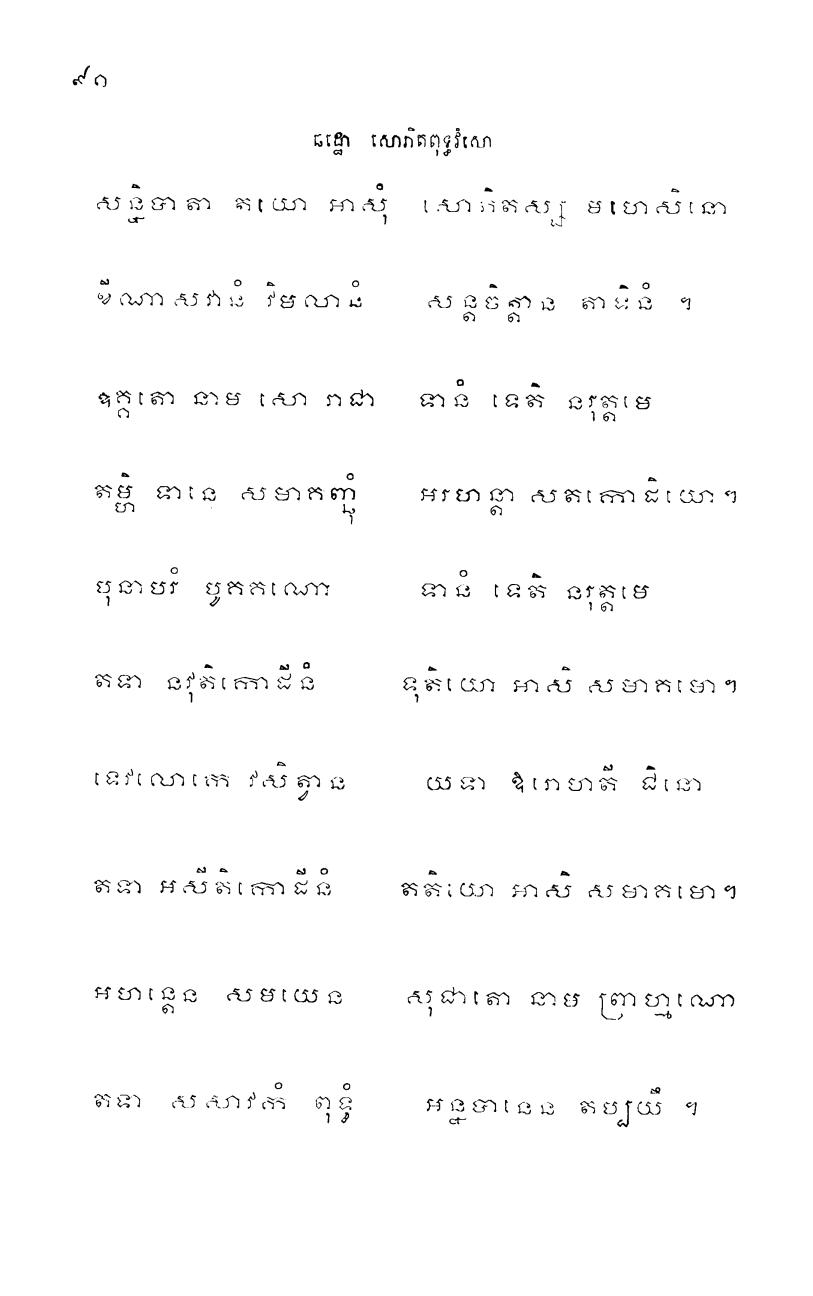 ៩១
ឆដ្ឋោ សោភិតពុទ្ធវំសោ
សន្និបាតា តយោ អាសុំ សោភិតស្ស មហេសិនោ
ខីណាសវានំ វិមលានំ សន្តចិត្តាន តាទិនំ ។
ឧគ្គតោ នាម សោ រាជា ទានំ ទេតិ នរុត្តមេ
តម្ហិ ទានេ សមាគញ្ឆុំ អរហន្តា សតកោដិយោ។
បុនាបរំ បូគគណោ ទានំ ទេតិ នរុត្តមេ
តទា នវុតិកោដីនំ ទុតិយោ អាសិ សមាគមោ។
ទេវលោកេ វសិត្វាន យទា ឱរោហតី ជិនោ
តទា អសីតិកោដីនំ តតិយោ អាសិ សមាគមោ។
អហន្តេន សមយេន សុជាតោ នាម ព្រាហ្មណោ
តទា សសាវកំ ពុទ្ធំ អន្នបានេន តប្បយឹ ។